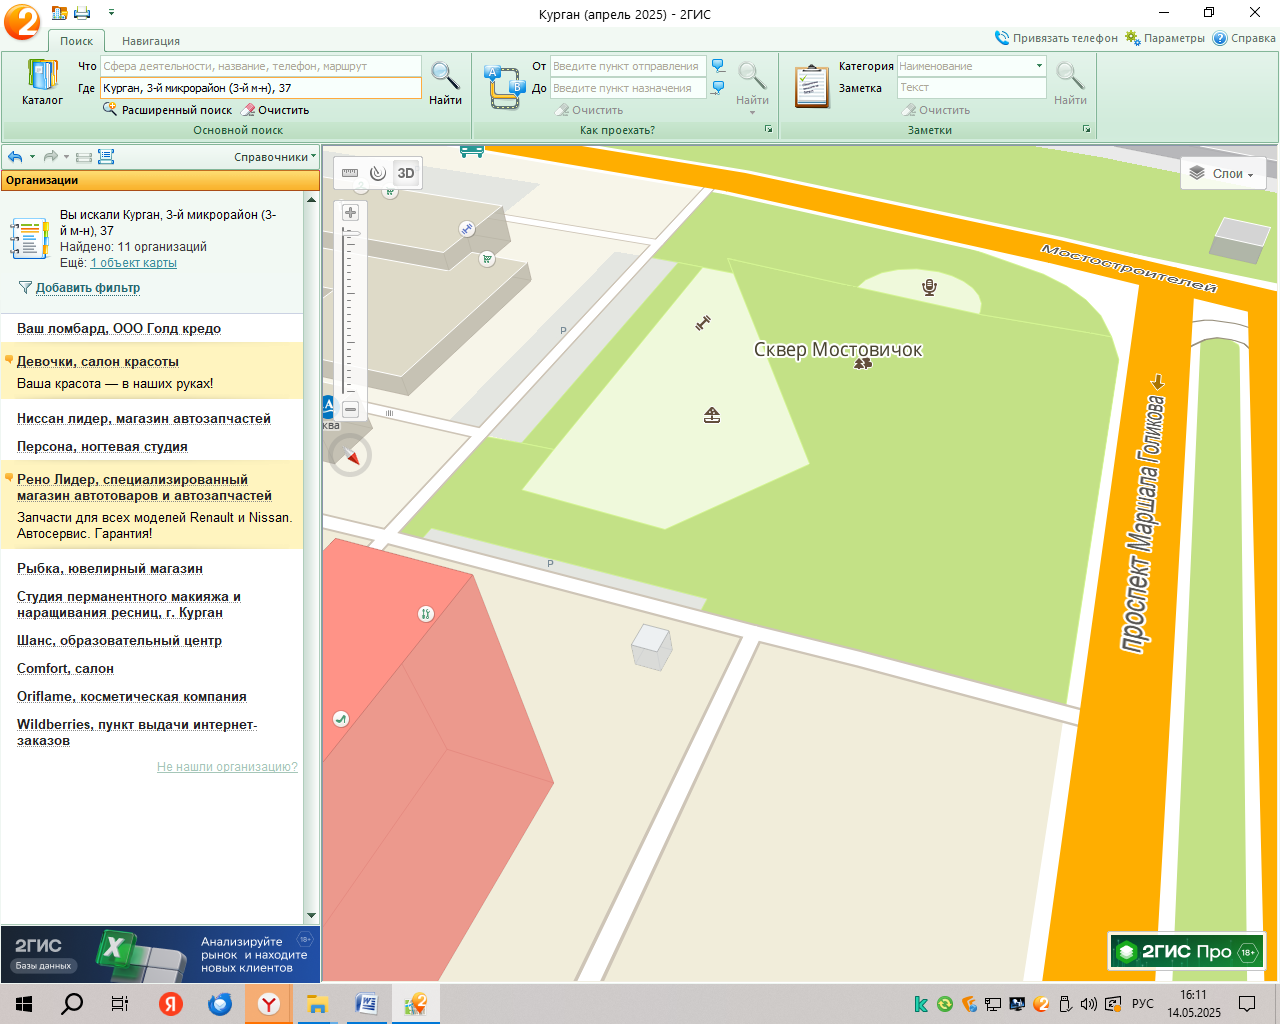 Курган (апрель 2025) - 2ГИС
Поиск
Навигация
Привязать телефон
Параметры
Справка
Каталог
Что
Сфера деятельности, название, телефон, маршрут
Где
Курган, 3-й микрорайон (3-й м-н), 37
Расширенный поиск
Очистить
Найти
Основной поиск
От
Введите пункт отправления
До
Введите пункт назначения
Очистить
Найти
Как проехать?
Категория
Наименование
Заметка
Текст
Очистить
Найти
Заметки
Справочники
Организации
Вы искали Курган, 3-й микрорайон (3-
й м-н), 37
Найдено: 11 организаций
Ещё: 1 объект карты
Добавить фильтр
Ваш ломбард, ООО Голд кредо
Девочки, салон красоты
Ваша красота — в наших руках!
Ниссан лидер, магазин автозапчастей
Персона, ногтевая студия
Рено Лидер, специализированный
магазин автотоваров и автозапчастей
Запчасти для всех моделей Renault и Nissan.
Автосервис. Гарантия!
Рыбка, ювелирный магазин
Студия перманентного макияжа и
наращивания ресниц, г. Курган
Шанс, образовательный центр
Comfort, салон
Oriflame, косметическая компания
Wildberries, пункт выдачи интернет-
заказов
Не нашли организацию?
2ГИС
Базы данных
Анализируйте
рынок и находите
новых клиентов
18+
3D
Слои
Мостостроителей
Сквер Мостовичок
проспект Маршала Голикова
P
P
ква
2ГИС Про
18+
РУС
16:11
14.05.2025